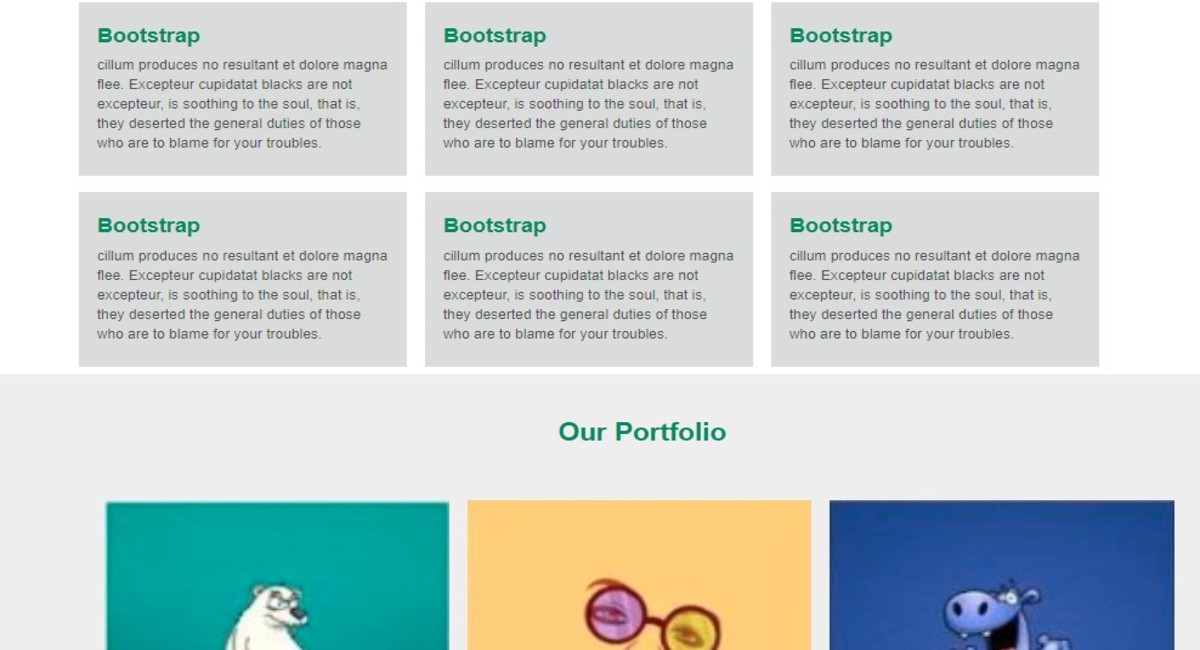 Bootstrap
cillum produces no resultant et dolore magna
flee. Excepteur cupidatat blacks are not
excepteur, is soothing to the soul, that is,
they deserted the general duties of those
who are to blame for your troubles.
Bootstrap
cillum produces no resultant et dolore magna
flee. Excepteur cupidatat blacks are not
excepteur, is soothing to the soul, that is,
they deserted the general duties of those
who are to blame for your troubles.
Bootstrap
cillum produces no resultant et dolore magna
flee. Excepteur cupidatat blacks are not
excepteur, is soothing to the soul, that is,
they deserted the general duties of those
who are to blame for your troubles.
Bootstrap
cillum produces no resultant et dolore magna
flee. Excepteur cupidatat blacks are not
excepteur, is soothing to the soul, that is,
they deserted the general duties of those
who are to blame for your troubles.
Bootstrap
cillum produces no resultant et dolore magna
flee. Excepteur cupidatat blacks are not
excepteur, is soothing to the soul, that is,
they deserted the general duties of those
who are to blame for your troubles.
Bootstrap
cillum produces no resultant et dolore magna
flee. Excepteur cupidatat blacks are not
excepteur, is soothing to the soul, that is,
they deserted the general duties of those
who are to blame for your troubles.
Our Portfolio